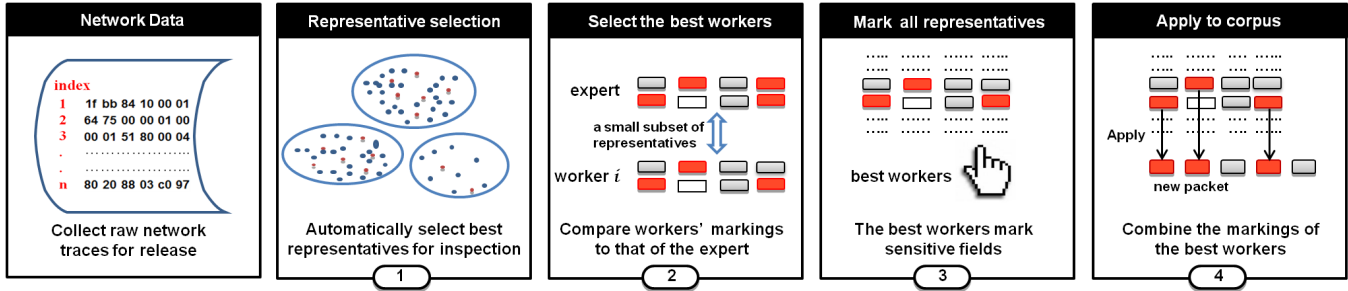 Network Data
index
1 1f bb 84 10 00 01
2 64 75 00 00 01 00
3 00 01 51 80 00 04
. .....................
. .....................
n 80 20 88 03 c0 97
Collect raw network
traces for release
Representative selection
Automatically select best
representatives for inspection
1
Select the best workers
expert
a small subset of
representatives
worker i
Compare workers' markings
to that of the expert
2
Mark all representatives
..... ...... ..... .....
..... ...... ..... .....
..... ...... ..... .....
..... ...... ..... .....
best workers
The best workers mark
sensitive fields
3
Apply to corpus
..... ...... ..... .....
..... ...... ..... .....
..... ...... ..... .....
..... ...... ..... .....
Apply
new packet
Combine the markings of
the best workers
4